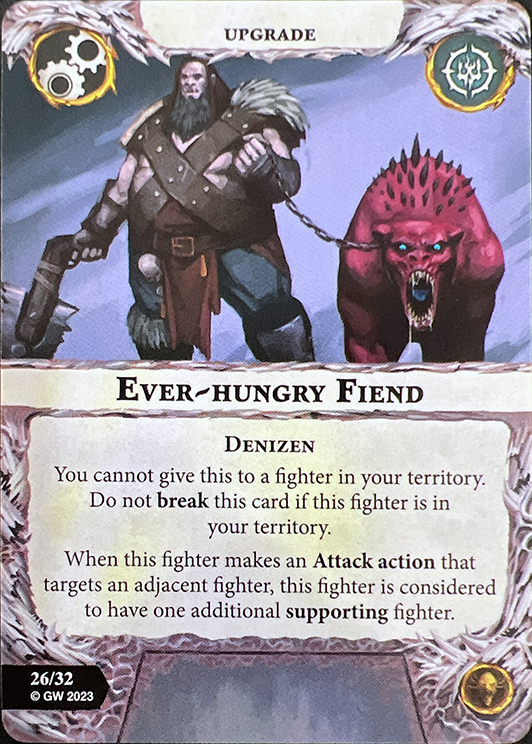 UPGRADE
EVER~HUNGRY FIEND
DENIZEN
You cannot give this to a fighter in your territory.
Do not break this card if this fighter is in
your territory.
When this fighter makes an Attack action that
targets an adjacent fighter, this fighter is considered
to have one additional supporting fighter.
26/32
© GW 2023